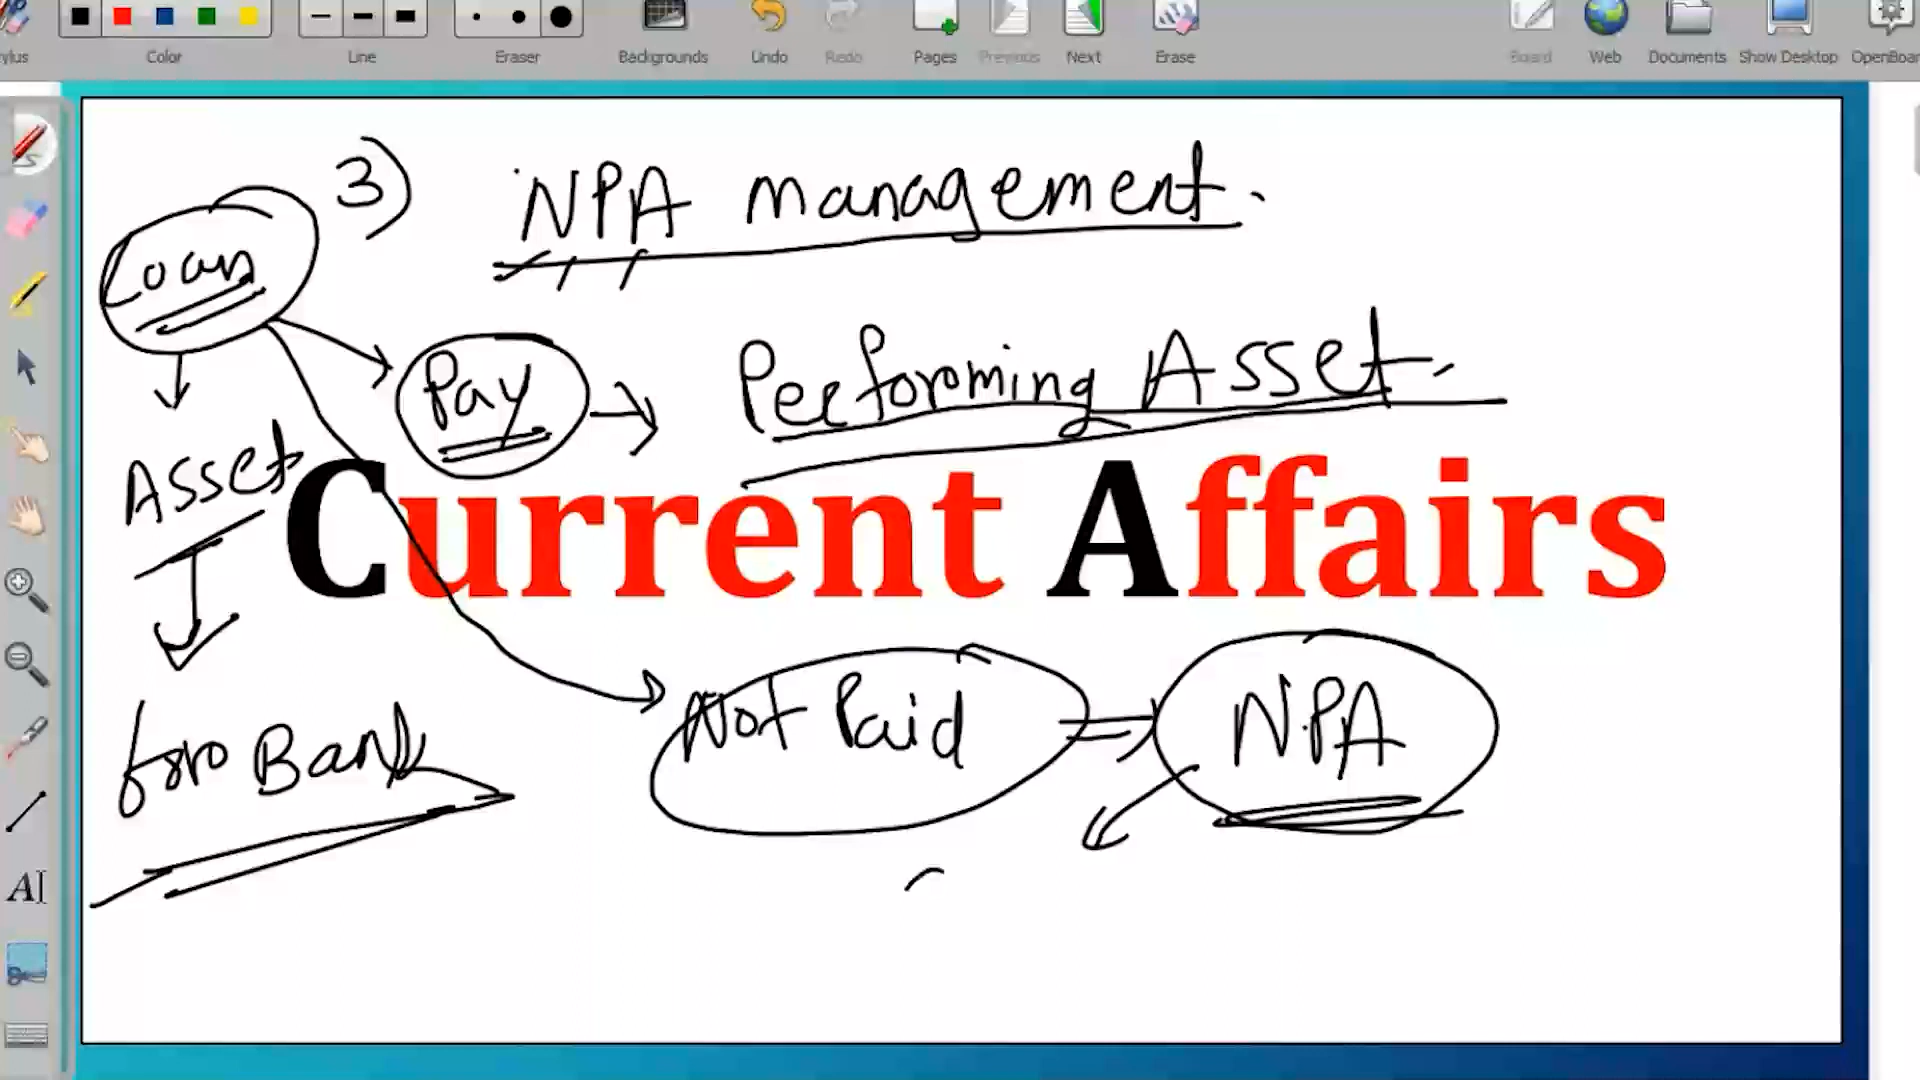 Color
Line
Eraser
Backgrounds
Undo
Redo
Pages
Previous
Next
Erase
Board
Web
Documents
Show Desktop
3) NPA management.
Loan
Pay → Performing Asset.
Asset
Current Affairs
Not Paid ⇒ NPA
for Bank